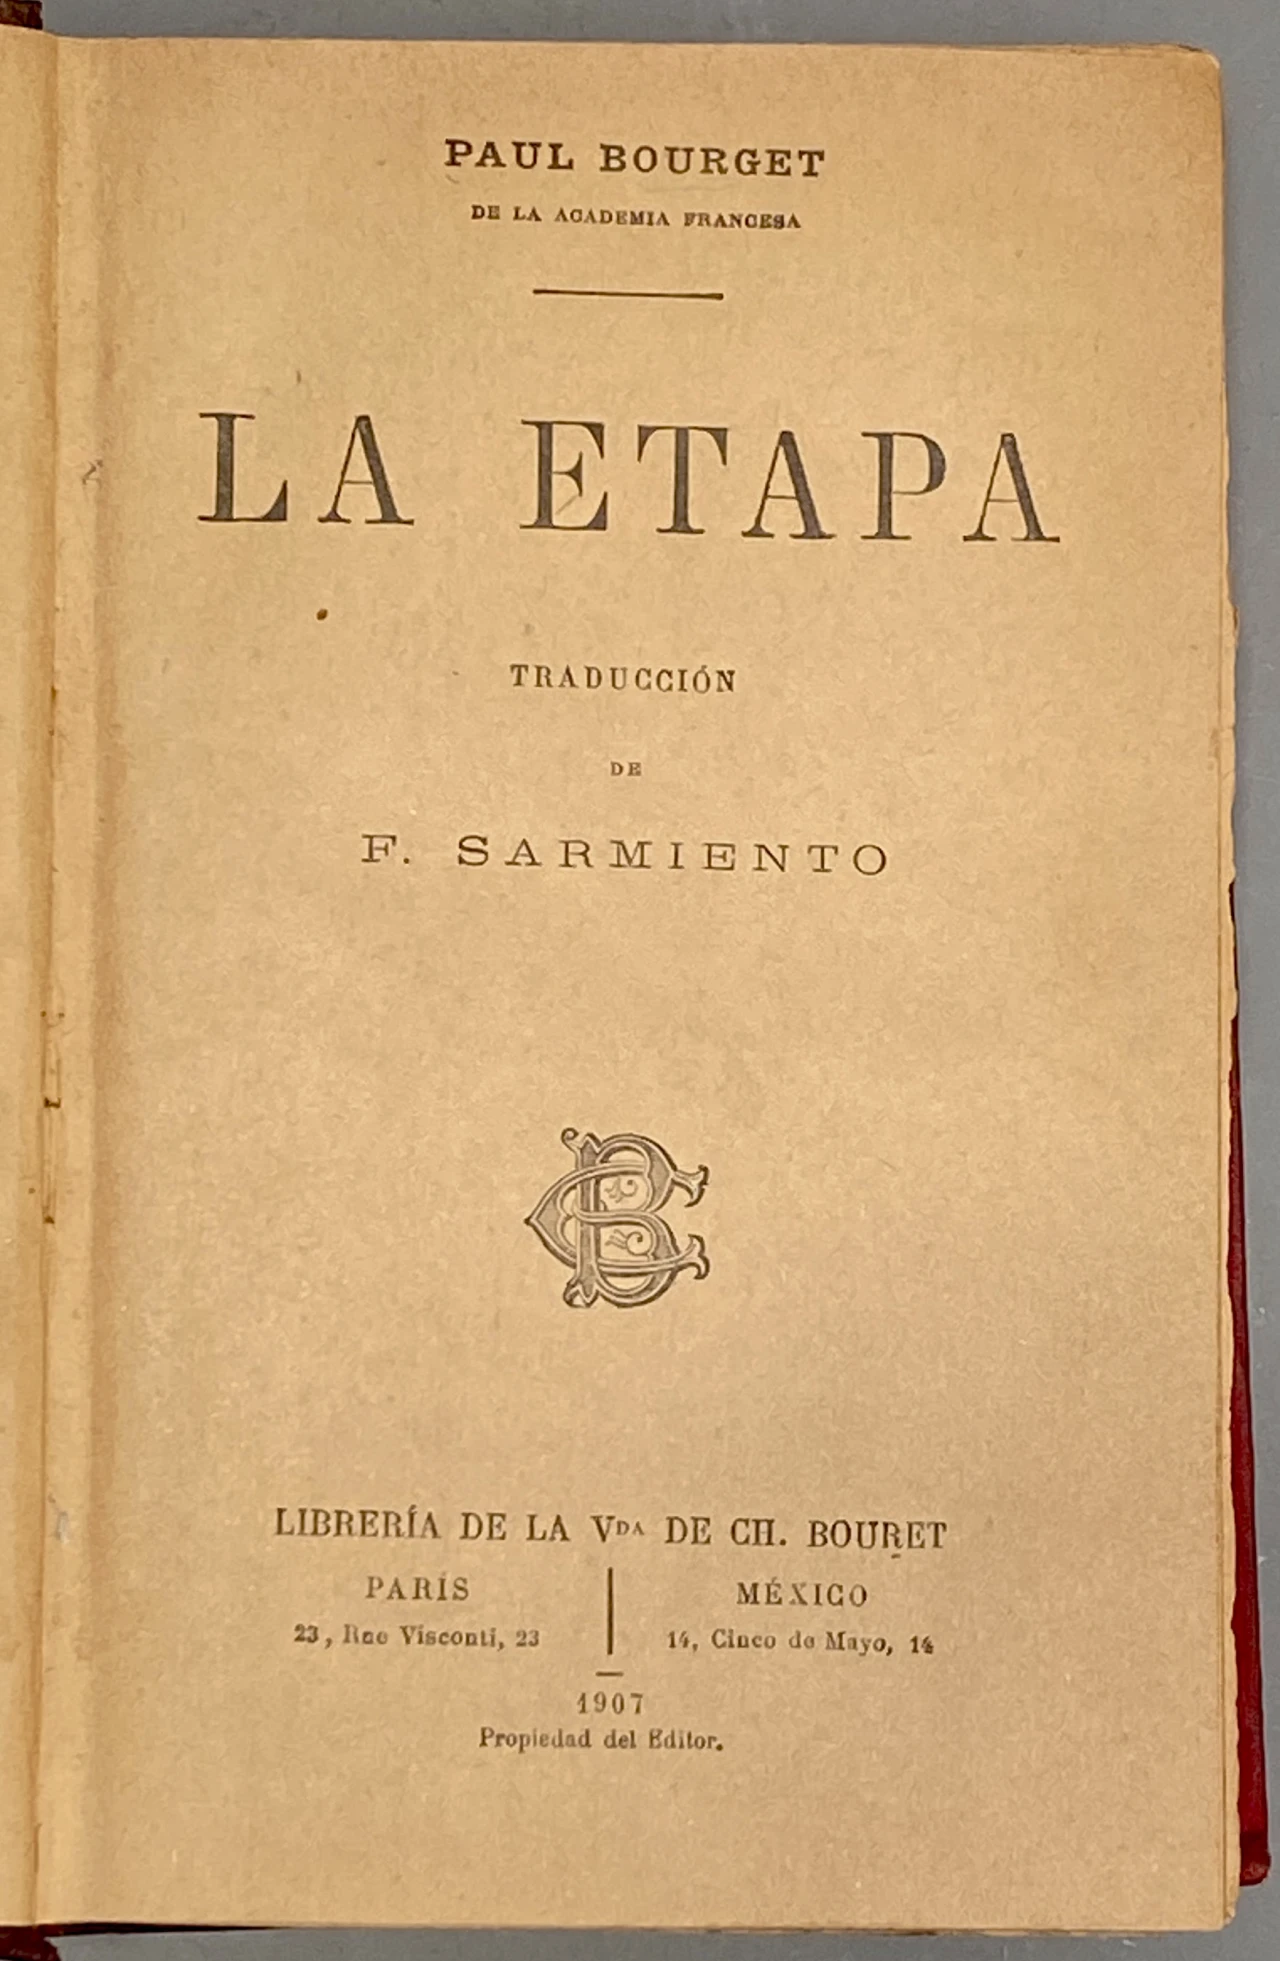 PAUL BOURGET
DE LA ACADEMIA FRANCESA
LA ETAPA
TRADUCCIÓN
DE
F. SARMIENTO
LIBRERÍA DE LA VDA DE CH. BOURET
PARÍS
23, Rue Visconti, 23
MÉXICO
14, Cinco de Mayo, 14
1907
Propiedad del Editor.